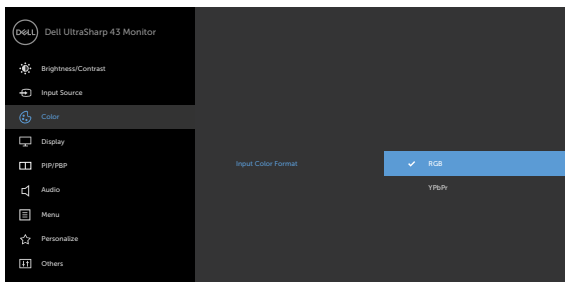 DELL
Dell UltraSharp 43 Monitor
Brightness/Contrast
Input Source
Color
Display
PIP/PBP
Audio
Menu
Personalize
Others
Input Color Format
RGB
YPbPr